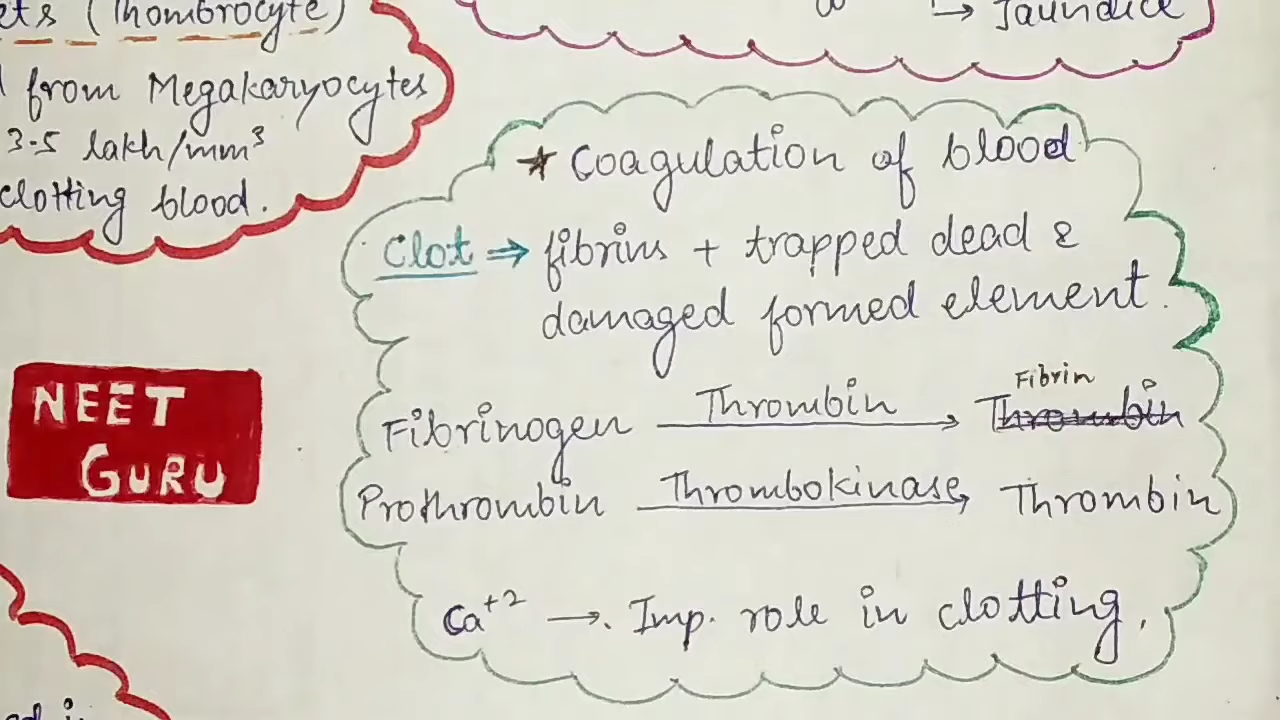 ets (Thombrocyte)
from Megakaryocytes
3-5 lakh/mm³
clotting blood.
→ Jaundice
★ Coagulation of blood
Clot ⇒ fibrins + trapped dead &
damaged formed element.
Fibrin
Fibrinogen Thrombin → Thrombin
Prothrombin Thrombokinase → Thrombin
Ca⁺² → Imp. role in clotting.
NEET
GURU